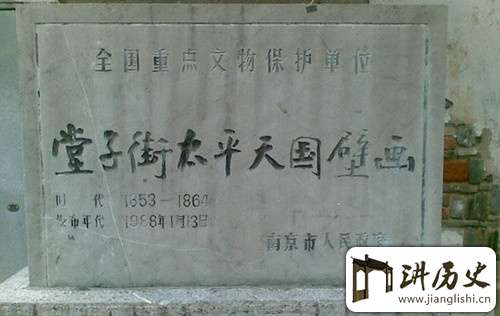 全国重点文物保护单位
堂子街太平天国壁画
时 代 1853—1864
发布年代 1988年1月13日
南京市人民政府
讲历史
www.jianglishi.cn